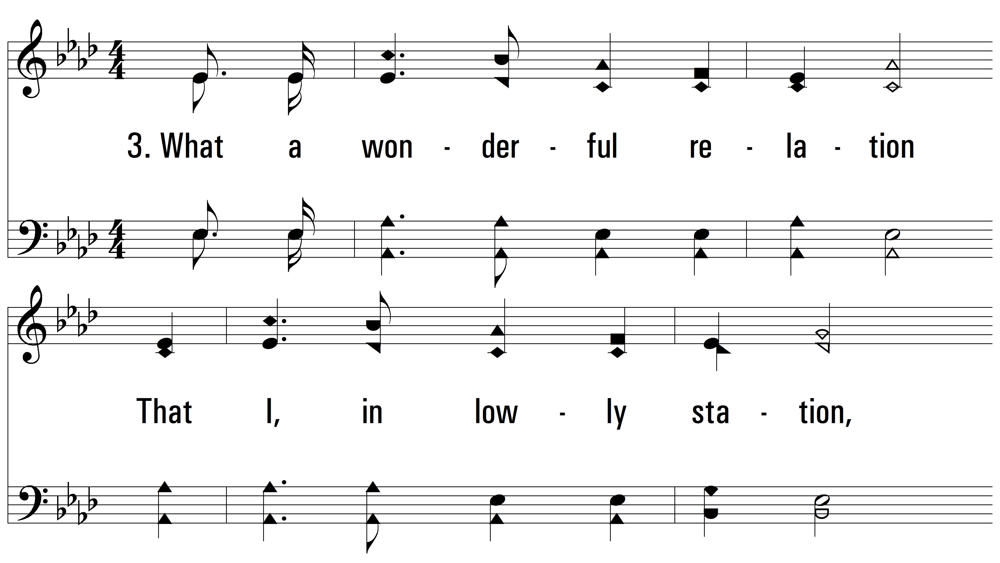 3. What a won - der - ful re - la - tion
That I, in low - ly sta - tion,